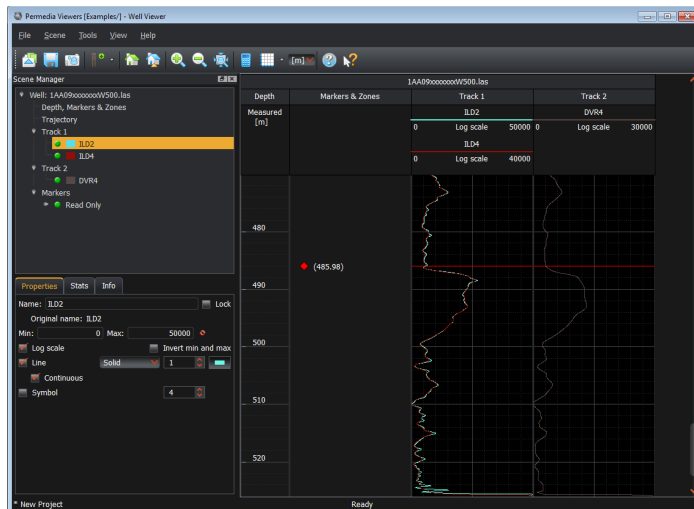 Permedia Viewers [Examples/] - Well Viewer
File Scene Tools View Help
[m]
Scene Manager
Well: 1AA09xxxxxxxW500.las
Depth, Markers & Zones
Trajectory
Track 1
ILD2
ILD4
Track 2
DVR4
Markers
Read Only
Properties Stats Info
Name: ILD2 Lock
Original name: ILD2
Min: 0 Max: 50000
Log scale Invert min and max
Line Solid 1
Continuous
Symbol 4
1AA09xxxxxxxW500.las
Depth Markers & Zones Track 1 Track 2
Measured [m] ILD2 DVR4
0 Log scale 50000 0 Log scale 30000
ILD4
0 Log scale 40000
480
(485.98)
490
500
510
520
* New Project Ready